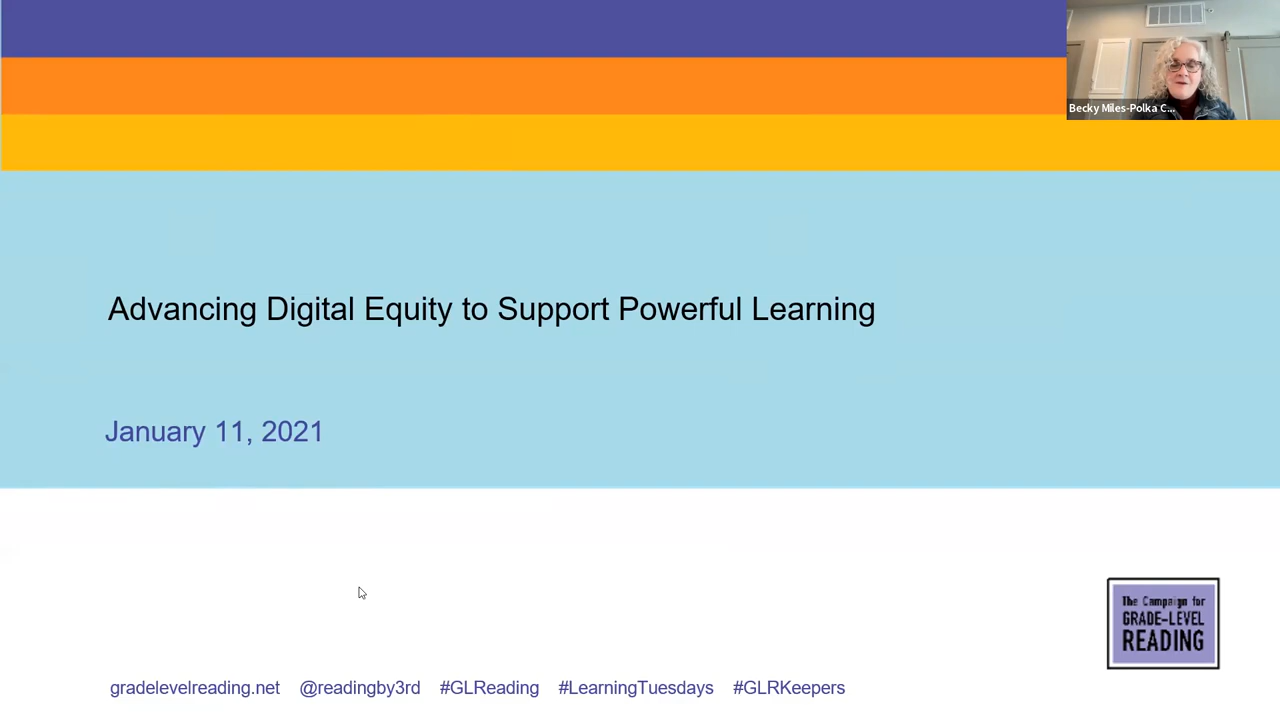 Becky Miles-Polka C...
Advancing Digital Equity to Support Powerful Learning
January 11, 2021
The Campaign for
GRADE-LEVEL
READING
gradelevelreading.net @readingby3rd #GLReading #LearningTuesdays #GLRKeepers